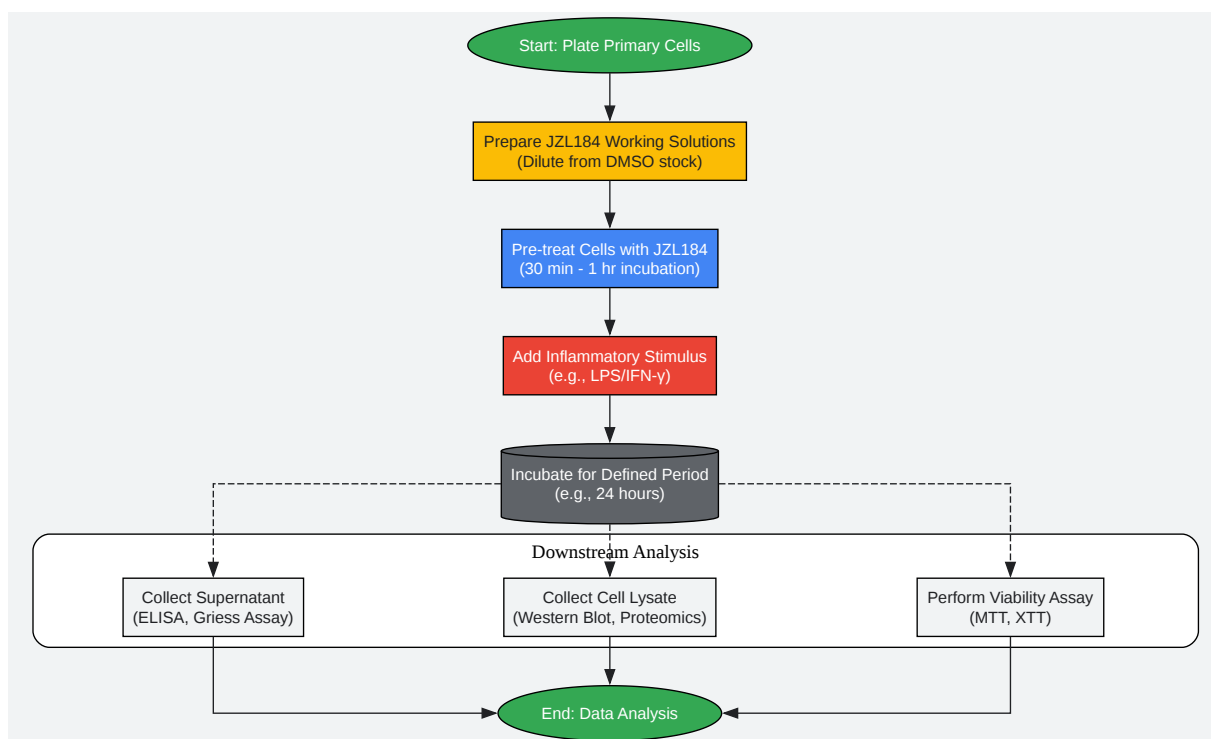 Start: Plate Primary Cells
Prepare JZL184 Working Solutions
(Dilute from DMSO stock)
Pre-treat Cells with JZL184
(30 min - 1 hr incubation)
Add Inflammatory Stimulus
(e.g., LPS/IFN-γ)
Incubate for Defined Period
(e.g., 24 hours)
Downstream Analysis
Collect Supernatant
(ELISA, Griess Assay)
Collect Cell Lysate
(Western Blot, Proteomics)
Perform Viability Assay
(MTT, XTT)
End: Data Analysis